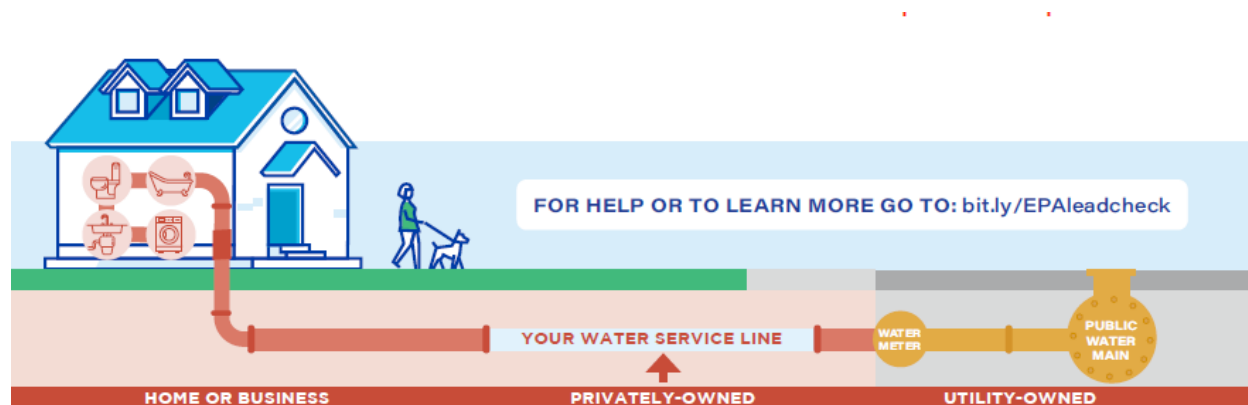 FOR HELP OR TO LEARN MORE GO TO: bit.ly/EPAleadcheck
YOUR WATER SERVICE LINE
WATER
METER
PUBLIC
WATER
MAIN
HOME OR BUSINESS
PRIVATELY-OWNED
UTILITY-OWNED